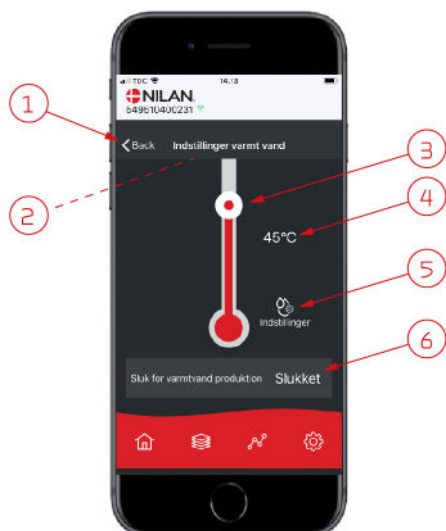 TDC
14.13
NILAN
649510400231
Back
Indstillinger varmt vand
45°C
Indstillinger
Sluk for varmtvand produktion Slukket
1
2
3
4
5
6